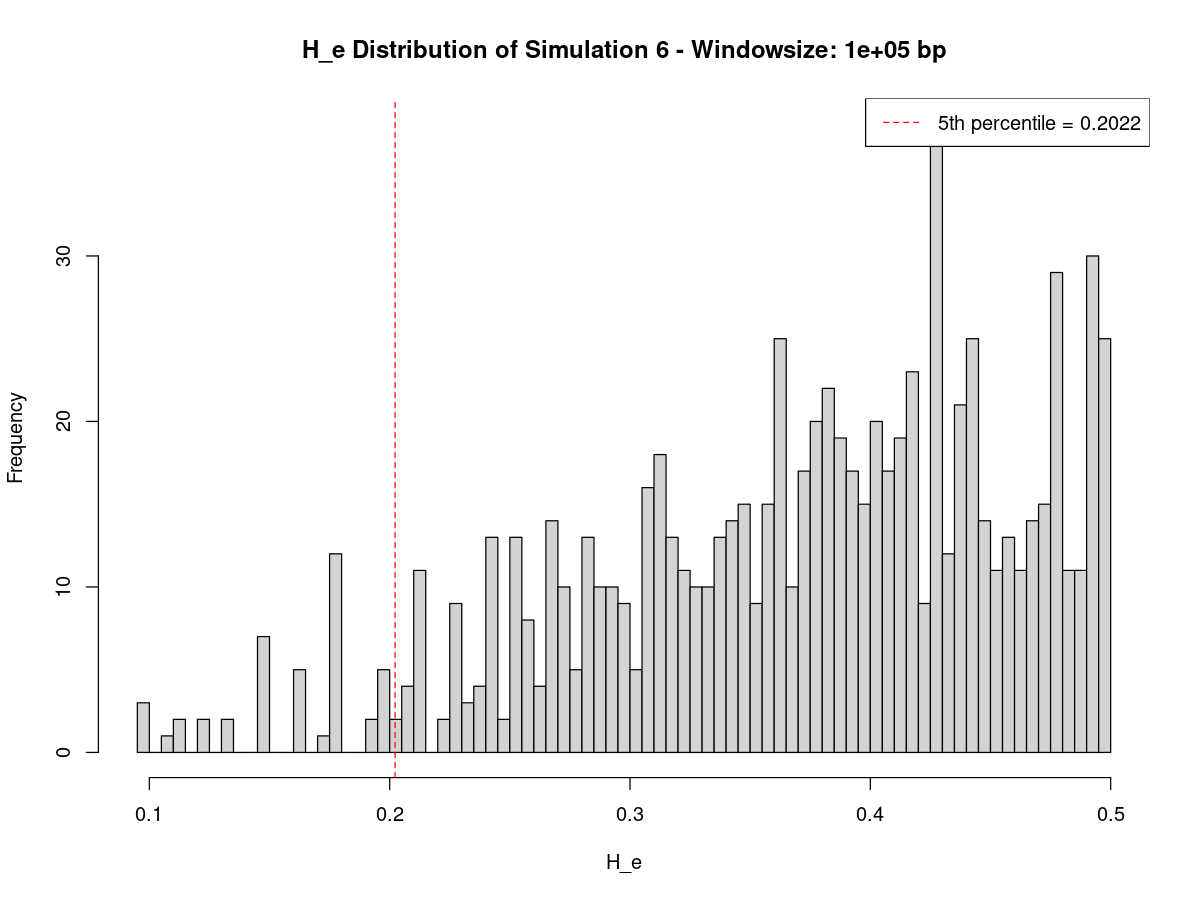 H_e Distribution of Simulation 6 - Windowsize: 1e+05 bp
5th percentile = 0.2022
30
20
10
0
Frequency
0.1 0.2 0.3 0.4 0.5
H_e